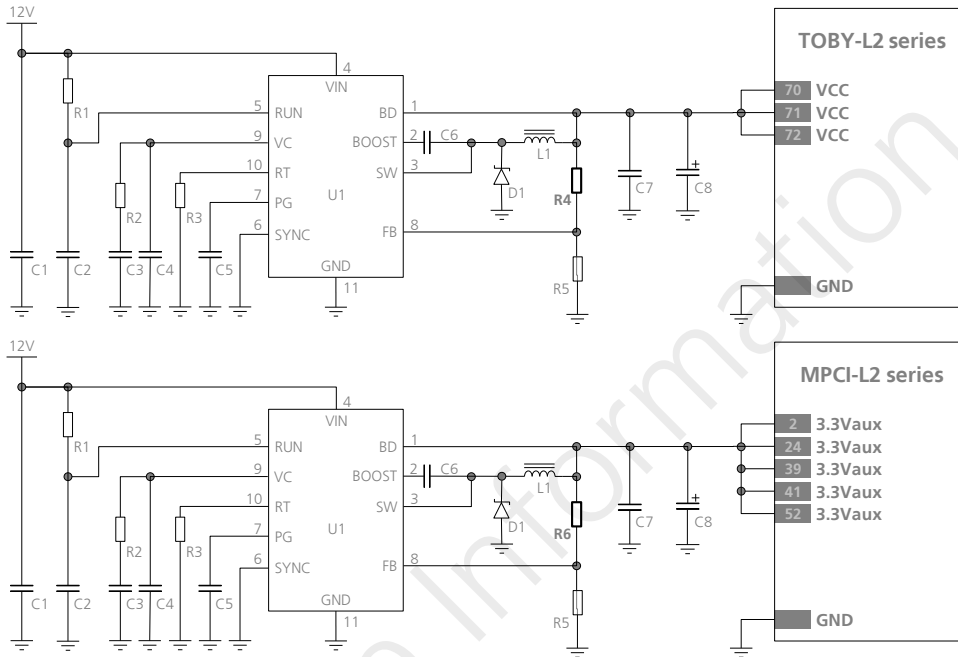 12V
TOBY-L2 series
4
VIN
R1
5 RUN
BD 1
70 VCC
71 VCC
72 VCC
9 VC
BOOST 2 C6
L1
10 RT
SW 3
D1
R4
C7
C8
+
R2
R3
7 PG
U1
6 SYNC
FB 8
C1
C2
C3
C4
C5
GND
11
R5
GND
12V
MPCI-L2 series
4
VIN
R1
5 RUN
BD 1
2 3.3Vaux
24 3.3Vaux
39 3.3Vaux
41 3.3Vaux
52 3.3Vaux
9 VC
BOOST 2 C6
L1
10 RT
SW 3
D1
R6
C7
C8
+
R2
R3
7 PG
U1
6 SYNC
FB 8
C1
C2
C3
C4
C5
GND
11
R5
GND
Information